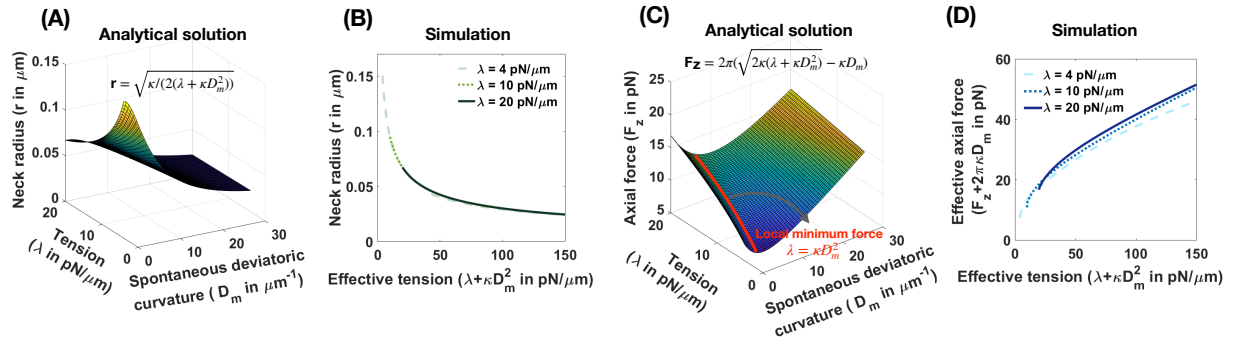 (A)
Analytical solution
r = √κ/(2(λ + κD_m^2))
Neck radius (r in μm)
0.15
0.1
0.05
0
20
10
0
Tension
(λ in pN/μm)
0
10
20
30
Spontaneous deviatoric
curvature ( D_m in μm^-1)
(B)
Simulation
λ = 4 pN/μm
λ = 10 pN/μm
λ = 20 pN/μm
Neck radius (r in μm)
0.15
0.1
0.05
0
0
50
100
150
Effective tension (λ+κD_m^2 in pN/μm)
(C)
Analytical solution
F_z = 2π(√2κ(λ + κD_m^2) − κD_m)
Axial force (F_z in pN)
25
20
15
10
5
20
10
0
Tension
(λ in pN/μm)
Local minimum force
λ = κD_m^2
0
10
20
30
Spontaneous deviatoric
curvature ( D_m in μm^-1)
(D)
Simulation
λ = 4 pN/μm
λ = 10 pN/μm
λ = 20 pN/μm
Effective axial force
(F_z+2πκD_m in pN)
60
40
20
0
0
50
100
150
Effective tension (λ+κD_m^2 in pN/μm)